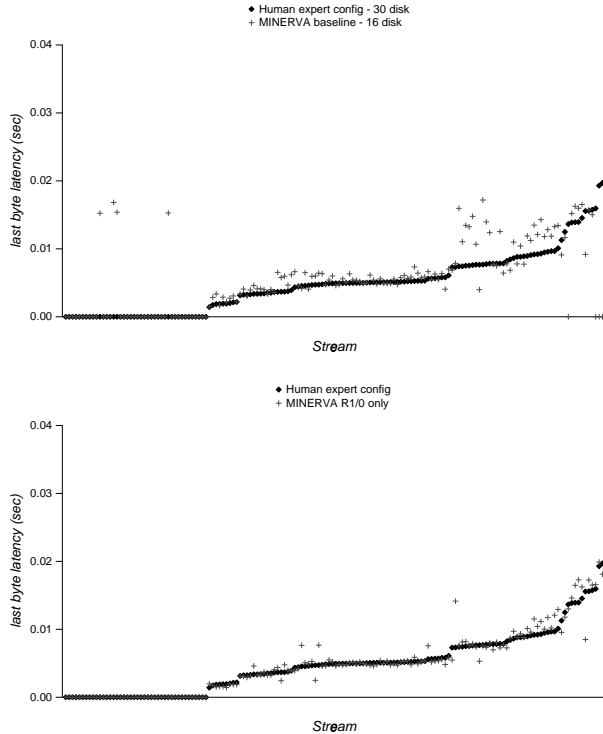 Human expert config - 30 disk
MINERVA baseline - 16 disk
0.04
0.03
0.02
0.01
0.00
last byte latency (sec)
Stream
Human expert config
MINERVA R1/0 only
0.04
0.03
0.02
0.01
0.00
last byte latency (sec)
Stream